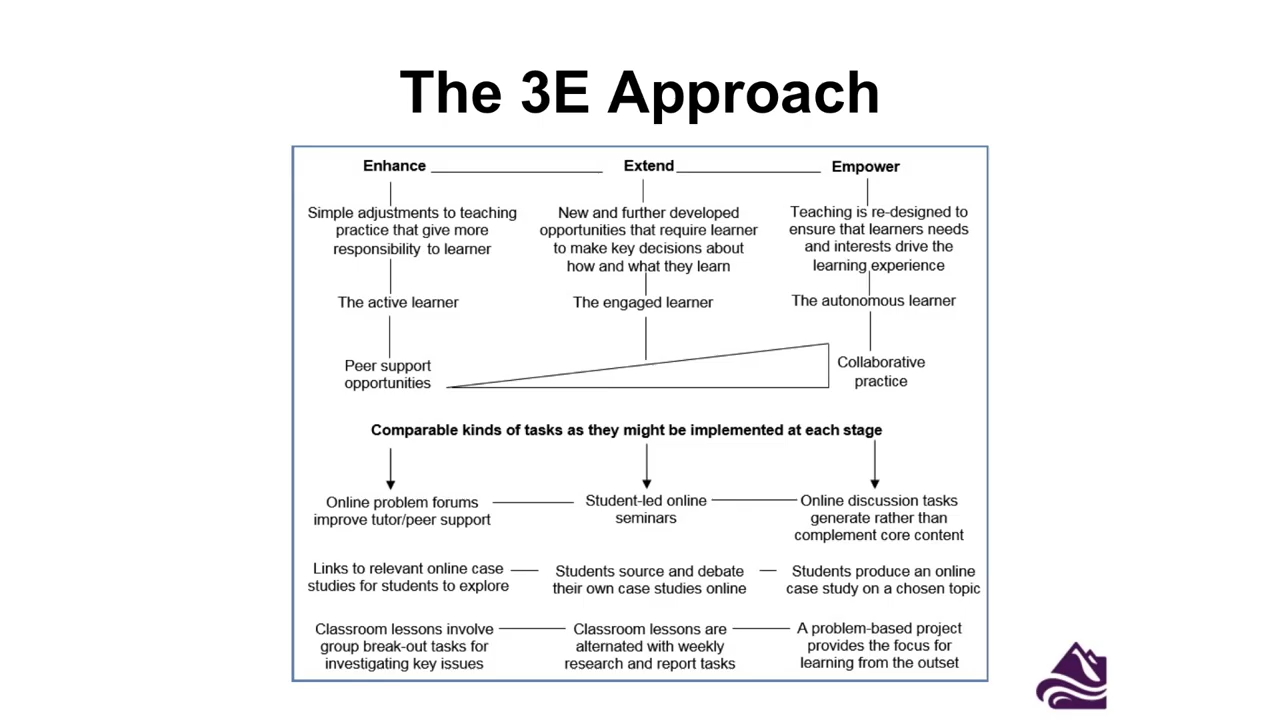 The 3E Approach
Enhance
Extend
Empower
Simple adjustments to teaching
practice that give more
responsibility to learner
New and further developed
opportunities that require learner
to make key decisions about
how and what they learn
Teaching is re-designed to
ensure that learners needs
and interests drive the
learning experience
The active learner
The engaged learner
The autonomous learner
Peer support
opportunities
Collaborative
practice
Comparable kinds of tasks as they might be implemented at each stage
Online problem forums
improve tutor/peer support
Student-led online
seminars
Online discussion tasks
generate rather than
complement core content
Links to relevant online case
studies for students to explore
Students source and debate
their own case studies online
Students produce an online
case study on a chosen topic
Classroom lessons involve
group break-out tasks for
investigating key issues
Classroom lessons are
alternated with weekly
research and report tasks
A problem-based project
provides the focus for
learning from the outset